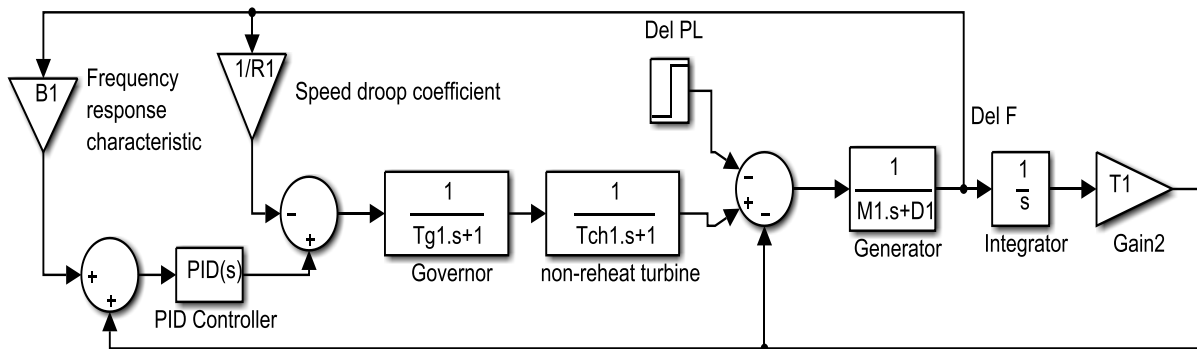 Del PL
B1
Frequency
response
characteristic
1/R1
Speed droop coefficient
Del F
-
+
-
1
M1.s+D1
Generator
1
s
Integrator
T1
Gain2
-
+
1
Tg1.s+1
Governor
1
Tch1.s+1
non-reheat turbine
+
+
PID(s)
PID Controller